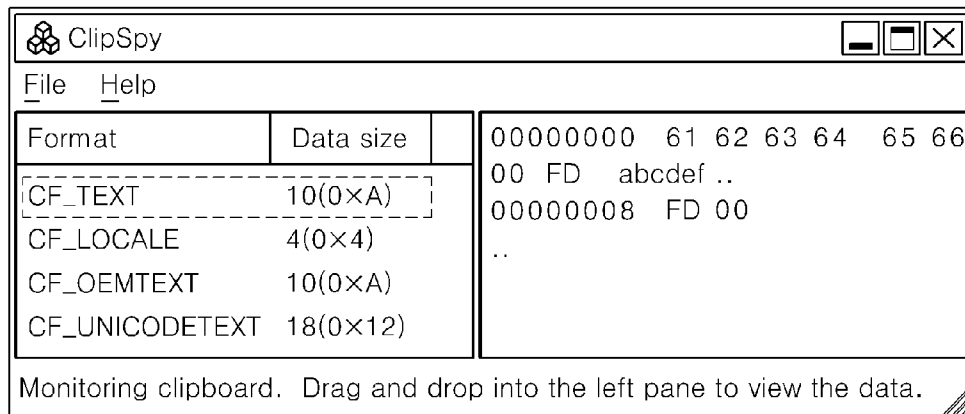 ClipSpy
File Help
Format Data size
CF_TEXT 10(0×A)
CF_LOCALE 4(0×4)
CF_OEMTEXT 10(0×A)
CF_UNICODETEXT 18(0×12)
00000000 61 62 63 64 65 66
00 FD abcdef ..
00000008 FD 00
..
Monitoring clipboard. Drag and drop into the left pane to view the data.